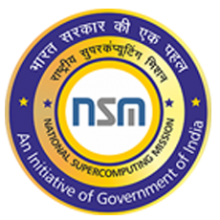 भारत सरकार की एक पहल
राष्ट्रीय सुपरकंप्यूटिंग मिशन
nsm
NATIONAL SUPERCOMPUTING MISSION
An Initiative of Government of India